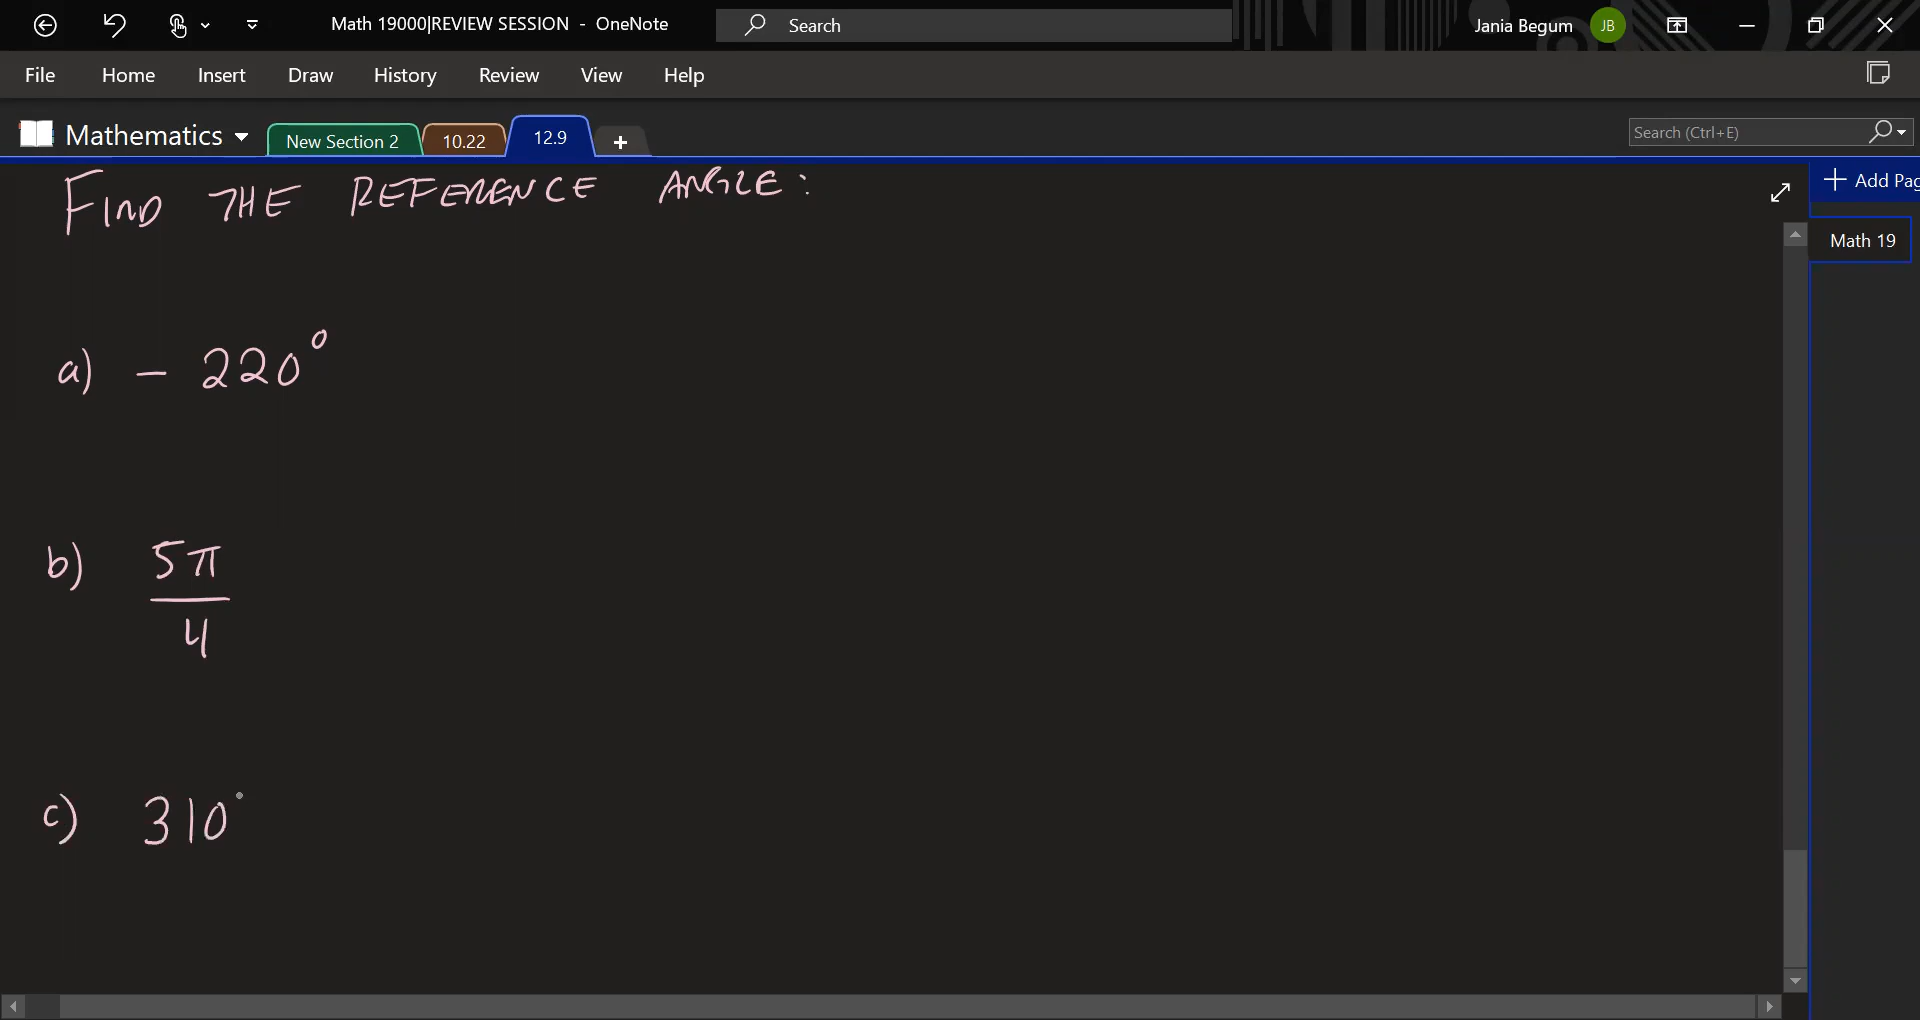 Math 19000|REVIEW SESSION - OneNote
Search
Jania Begum
JB
File Home Insert Draw History Review View Help
Mathematics
New Section 2
10.22
12.9
+
Search (Ctrl+E)
FIND THE REFERENCE ANGLE:
+ Add Pag
Math 19
a) - 220°
b) 5π
4
c) 310°